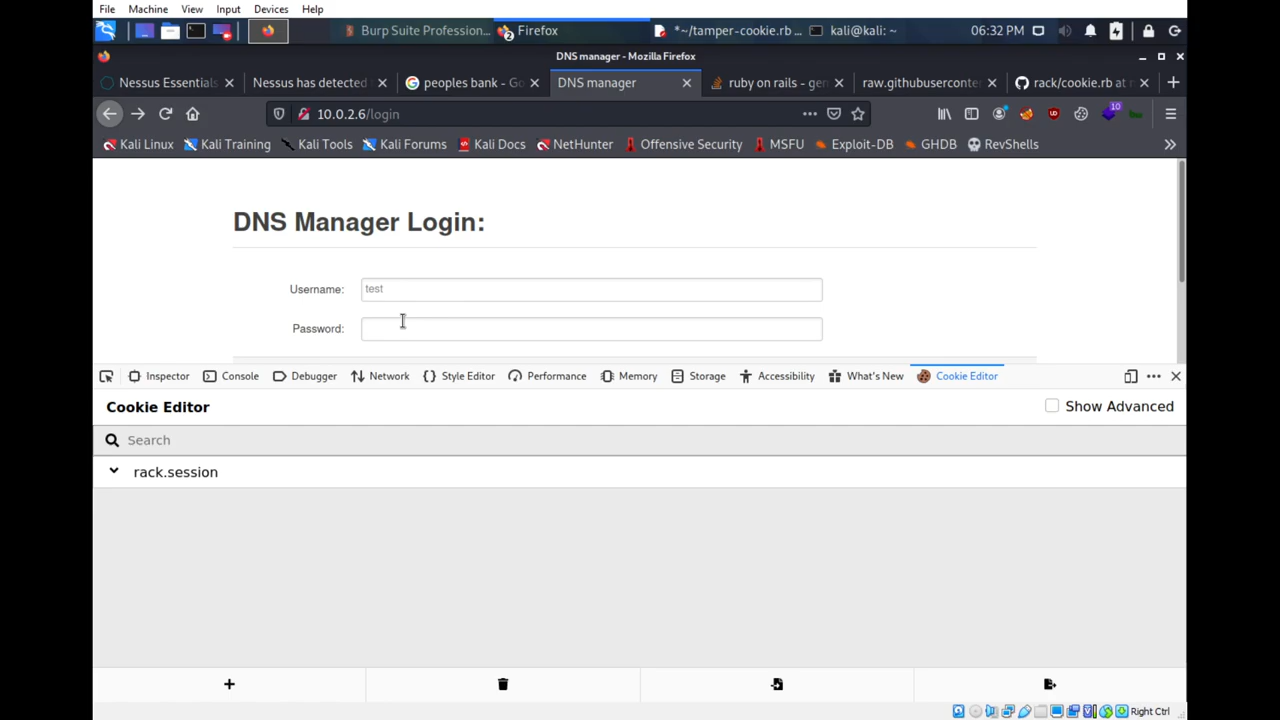 File Machine View Input Devices Help
Burp Suite Profession... 2 Firefox *~/tamper-cookie.rb ... kali@kali: ~ 06:32 PM
DNS manager - Mozilla Firefox
Nessus Essentials Nessus has detected peoples bank - Go DNS manager ruby on rails - gen raw.githubuserconte rack/cookie.rb at
10.0.2.6/login 10
Kali Linux Kali Training Kali Tools Kali Forums Kali Docs NetHunter Offensive Security MSFU Exploit-DB GHDB RevShells
DNS Manager Login:
Username: test
Password:
Inspector Console Debugger Network Style Editor Performance Memory Storage Accessibility What's New Cookie Editor
Cookie Editor Show Advanced
Search
rack.session
Right Ctrl